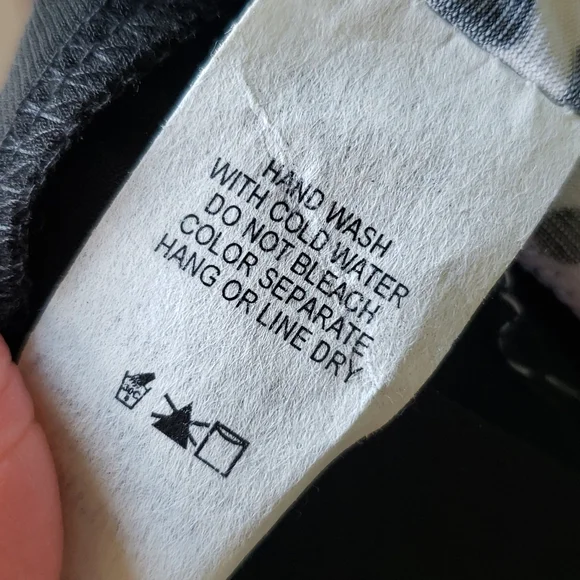 HAND WASH
WITH COLD WATER
DO NOT BLEACH
COLOR SEPARATE
HANG OR LINE DRY